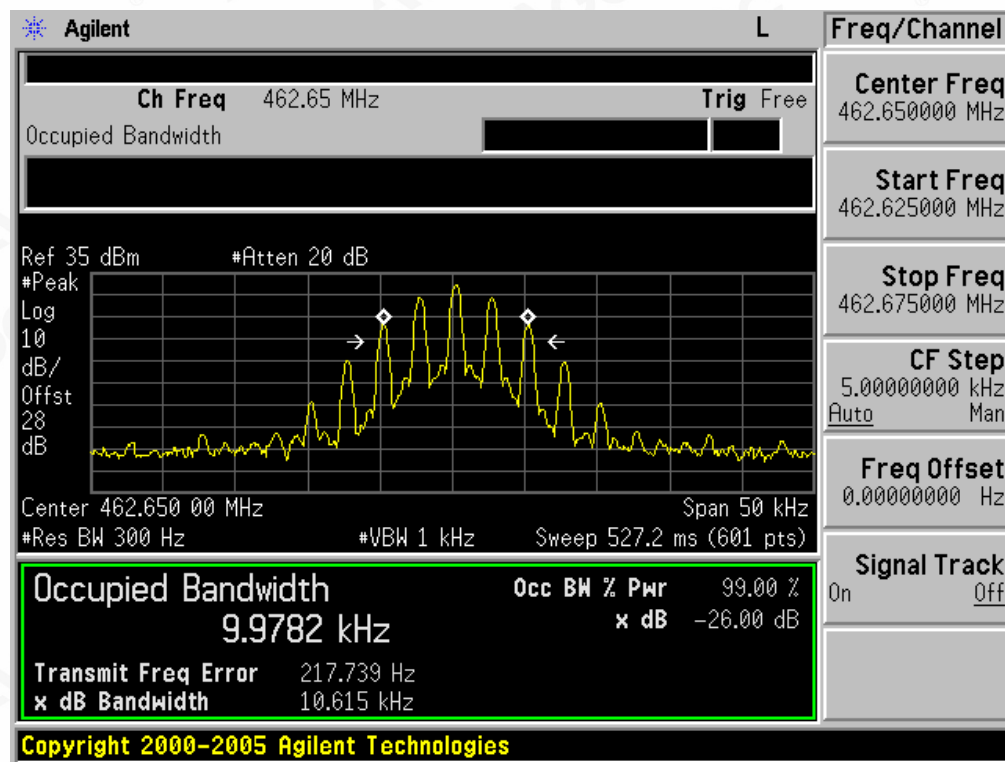 Agilent L
Freq/Channel
Ch Freq 462.65 MHz Trig Free
Occupied Bandwidth
Center Freq
462.650000 MHz
Start Freq
462.625000 MHz
Stop Freq
462.675000 MHz
CF Step
5.00000000 kHz
Auto Man
Freq Offset
0.00000000 Hz
Signal Track
On Off
Ref 35 dBm #Atten 20 dB
#Peak
Log
10
dB/
Offst
28
dB
Center 462.650 00 MHz Span 50 kHz
#Res BW 300 Hz #VBW 1 kHz Sweep 527.2 ms (601 pts)
Occupied Bandwidth Occ BW % Pwr 99.00 %
9.9782 kHz x dB -26.00 dB
Transmit Freq Error 217.739 Hz
x dB Bandwidth 10.615 kHz
Copyright 2000-2005 Agilent Technologies